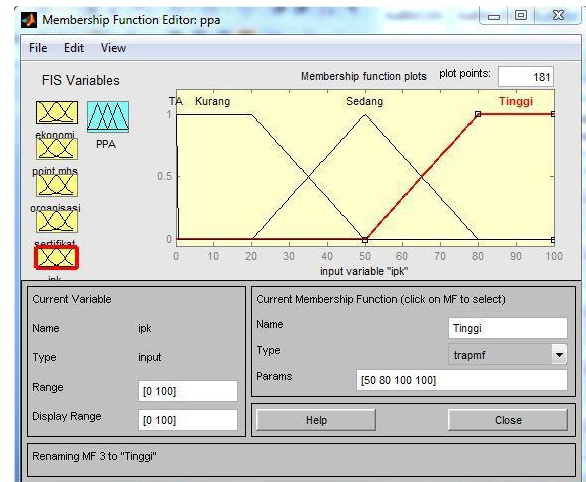 Membership Function Editor: ppa
File Edit View
FIS Variables
Membership function plots
plot points:
181
ekonomi
PPA
point mhs
organisasi
sertifikat
ipk
TA Kurang Sedang Tinggi
1
0.5
0
0 10 20 30 40 50 60 70 80 90 100
input variable "ipk"
Current Variable
Name ipk
Type input
Range [0 100]
Display Range [0 100]
Current Membership Function (click on MF to select)
Name Tinggi
Type trapmf
Params [50 80 100 100]
Help Close
Renaming MF 3 to "Tinggi"